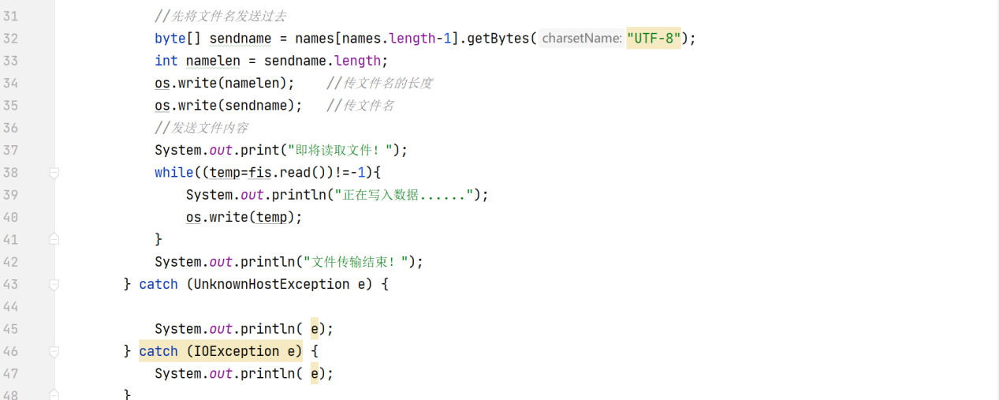 31 //先将文件名发送过去
32 byte[] sendname = names[names.length-1].getBytes( charsetName: "UTF-8");
33 int namelen = sendname.length;
34 os.write(namelen); //传文件名的长度
35 os.write(sendname); //传文件名
36 //发送文件内容
37 System.out.print("即将读取文件！");
38 while((temp=fis.read())!=-1){
39 System.out.println("正在写入数据......");
40 os.write(temp);
41 }
42 System.out.println("文件传输结束！");
43 } catch (UnknownHostException e) {
44
45 System.out.println( e);
46 } catch (IOException e) {
47 System.out.println( e);
48 }